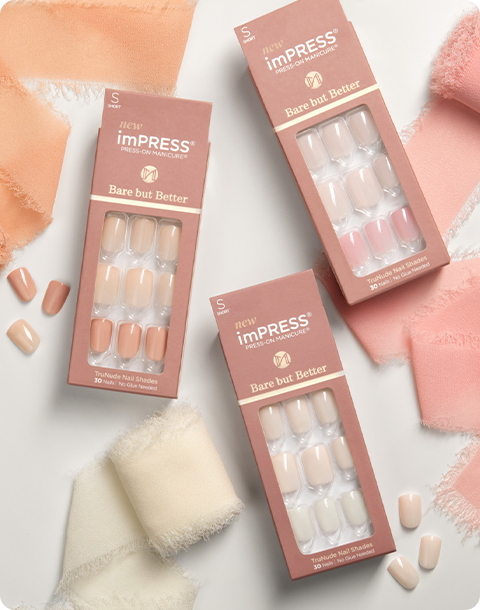 S
SHORT
new
imPRESS®
PRESS-ON MANICURE®
Bare but Better
TruNude Nail Shades
30 Nails | No Glue Needed
S
SHORT
new
imPRESS®
PRESS-ON MANICURE®
Bare but Better
TruNude Nail Shades
30 Nails | No Glue Needed
S
SHORT
new
imPRESS®
PRESS-ON MANICURE®
Bare but Better
TruNude Nail Shades
30 Nails | No Glue Needed